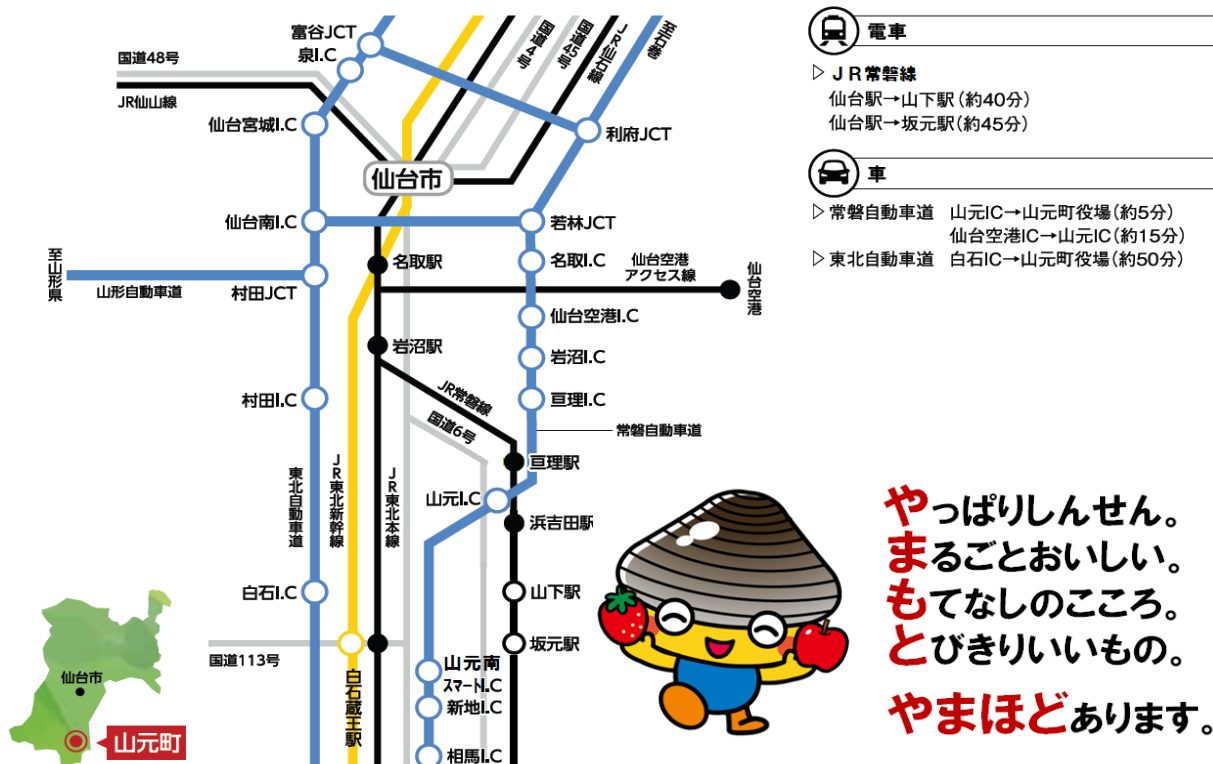 富谷JCT
泉I.C
国道48号
JR仙山線
国道4号
国道45号
JR仙石線
至石巻
仙台宮城I.C
利府JCT
仙台市
仙台南I.C
若林JCT
至山形県
山形自動車道
村田JCT
名取駅
名取I.C
仙台空港
アクセス線
仙台空港
仙台空港I.C
岩沼駅
岩沼I.C
村田I.C
JR常磐線
国道6号
亘理I.C
常磐自動車道
東北自動車道
JR東北新幹線
JR東北本線
亘理駅
山元I.C
浜吉田駅
白石I.C
山下駅
国道113号
白石蔵王駅
坂元駅
山元南
スマートI.C
新地I.C
相馬I.C
仙台市
山元町
電車
▷ JR常磐線
仙台駅→山下駅(約40分)
仙台駅→坂元駅(約45分)
車
▷ 常磐自動車道 山元IC→山元町役場(約5分)
仙台空港IC→山元IC(約15分)
▷ 東北自動車道 白石IC→山元町役場(約50分)
やっぱりしんせん。
まるごとおいしい。
もてなしのこころ。
とびきりいいもの。
やまほどあります。